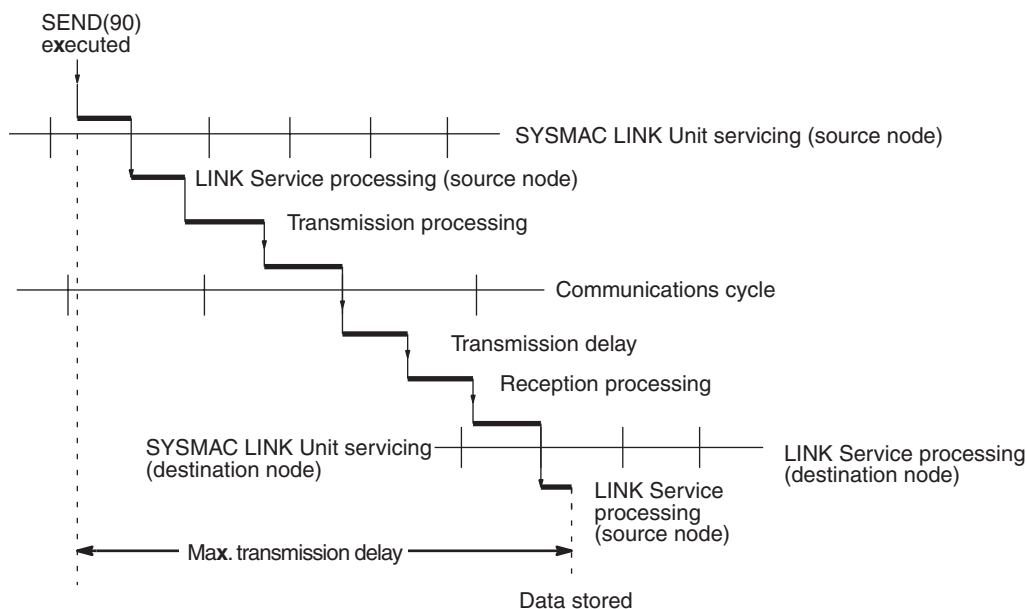 SEND(90)
executed
SYSMAC LINK Unit servicing (source node)
LINK Service processing (source node)
Transmission processing
Communications cycle
Transmission delay
Reception processing
SYSMAC LINK Unit servicing
(destination node)
LINK Service processing
(destination node)
LINK Service
processing
(source node)
Max. transmission delay
Data stored